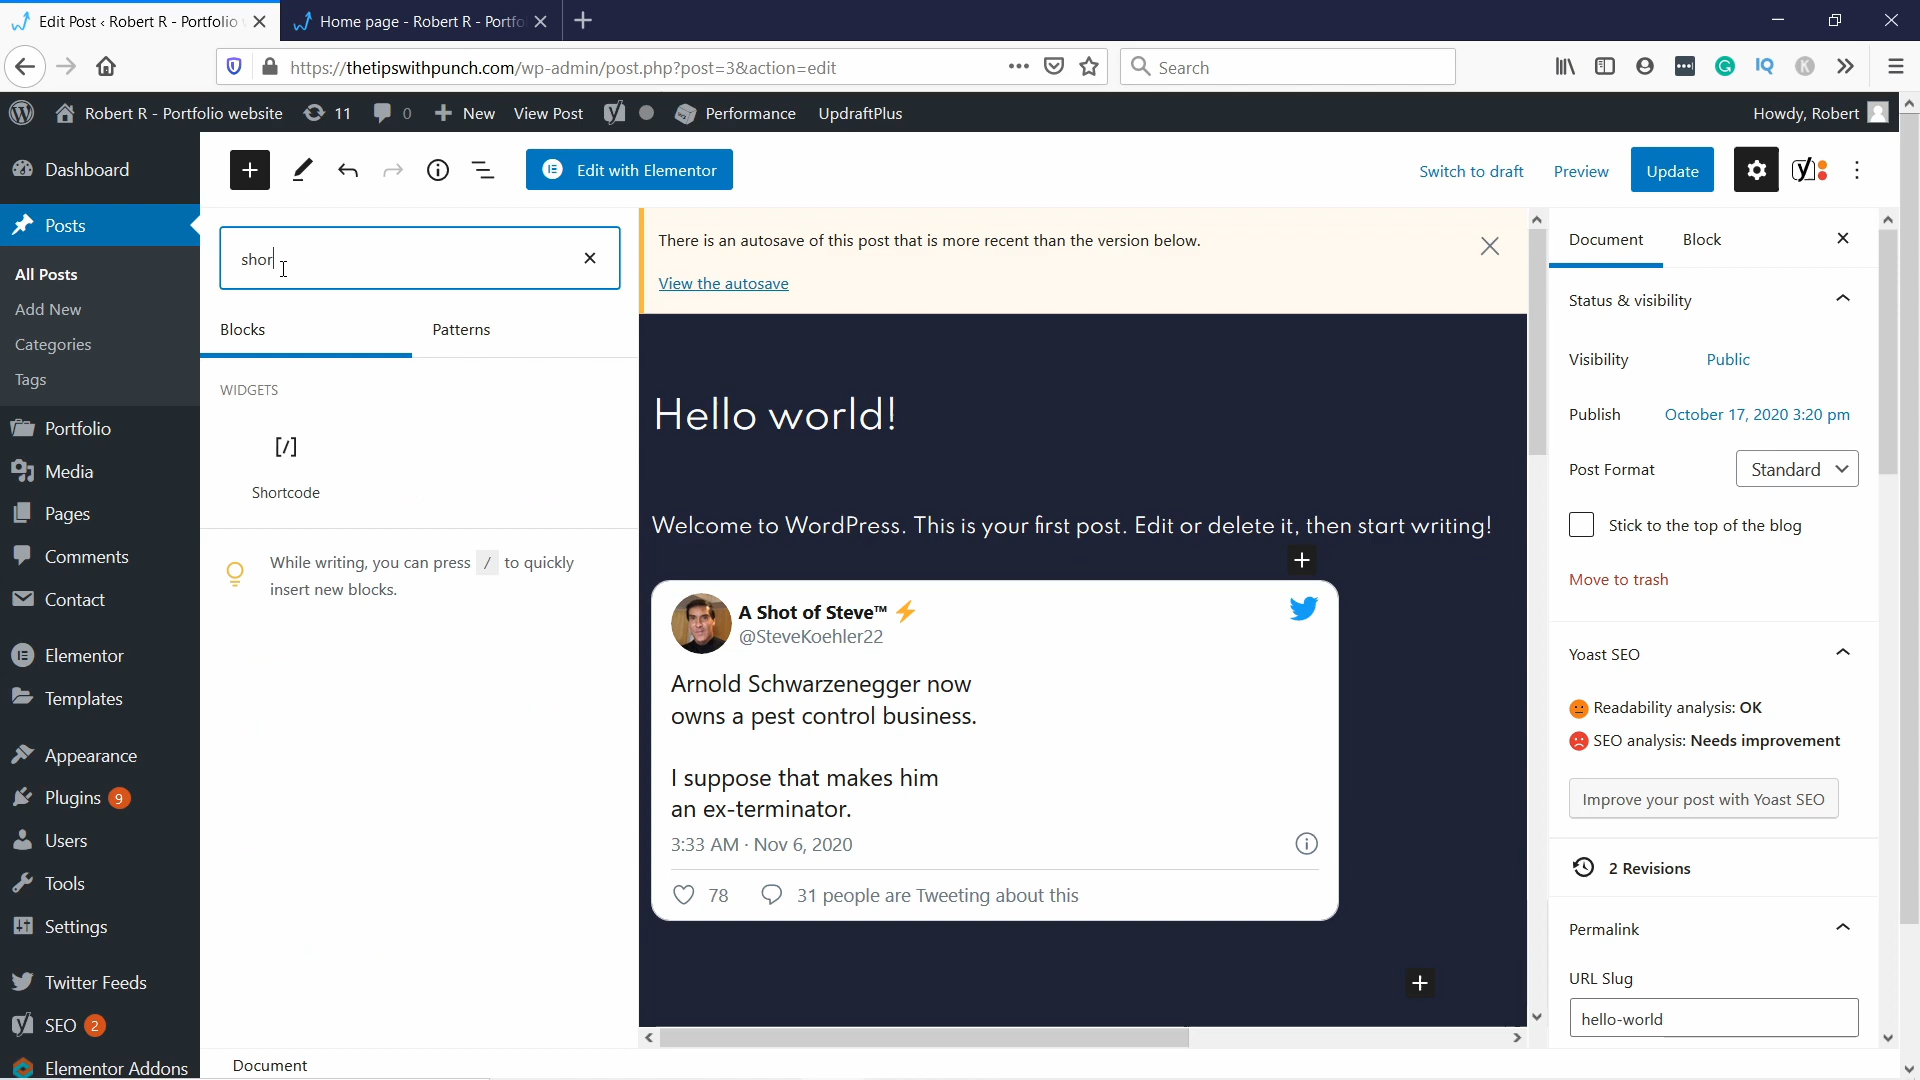 Edit Post ‹ Robert R - Portfolio
Home page - Robert R - Portfo
https://thetipswithpunch.com/wp-admin/post.php?post=3&action=edit
Search
Robert R - Portfolio website
11
0
New
View Post
Performance
UpdraftPlus
Howdy, Robert
Dashboard
Posts
All Posts
Add New
Categories
Tags
Portfolio
Media
Pages
Comments
Contact
Elementor
Templates
Appearance
Plugins 9
Users
Tools
Settings
Twitter Feeds
SEO 2
Elementor Addons
Edit with Elementor
Switch to draft
Preview
Update
shor
Blocks
Patterns
WIDGETS
[/]
Shortcode
While writing, you can press / to quickly
insert new blocks.
Document
There is an autosave of this post that is more recent than the version below.
View the autosave
Hello world!
Welcome to WordPress. This is your first post. Edit or delete it, then start writing!
A Shot of Steve™ ⚡
@SteveKoehler22
Arnold Schwarzenegger now
owns a pest control business.
I suppose that makes him
an ex-terminator.
3:33 AM · Nov 6, 2020
78
31 people are Tweeting about this
Document
Block
Status & visibility
Visibility
Public
Publish
October 17, 2020 3:20 pm
Post Format
Standard
Stick to the top of the blog
Move to trash
Yoast SEO
Readability analysis: OK
SEO analysis: Needs improvement
Improve your post with Yoast SEO
2 Revisions
Permalink
URL Slug
hello-world